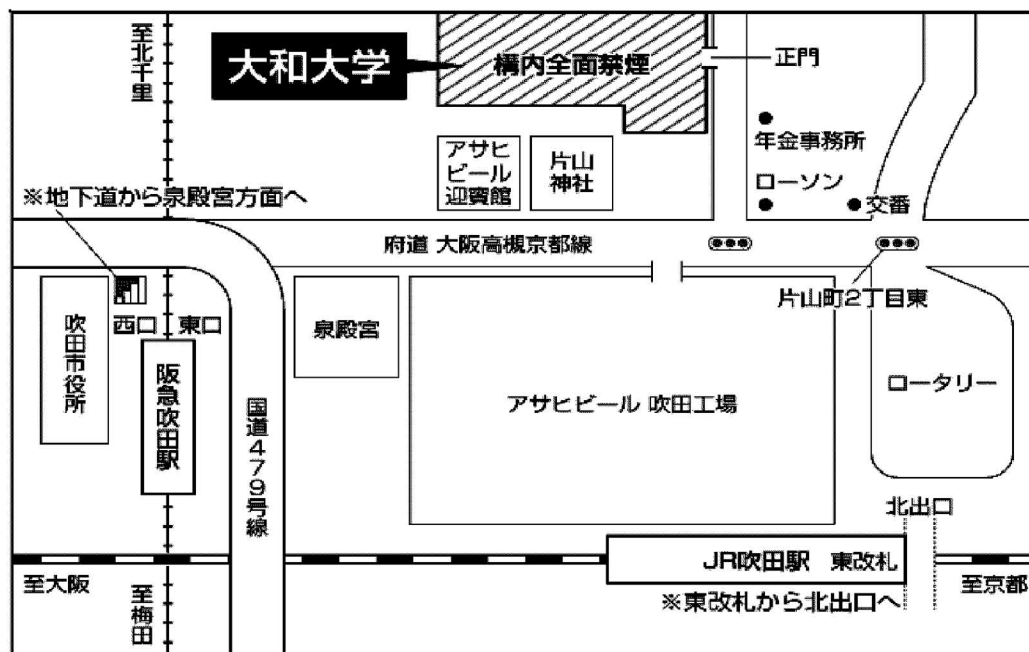 至北千里
大和大学
構内全面禁煙
正門
年金事務所
アサヒ
ビール
迎賓館
片山
神社
ローソン
交番
※地下道から泉殿宮方面へ
府道 大阪高槻京都線
片山町2丁目東
西口
東口
吹田市役所
阪急吹田駅
泉殿宮
国道479号線
アサヒビール 吹田工場
ロータリー
北出口
JR吹田駅 東改札
至大阪
至京都
※東改札から北出口へ
至梅田